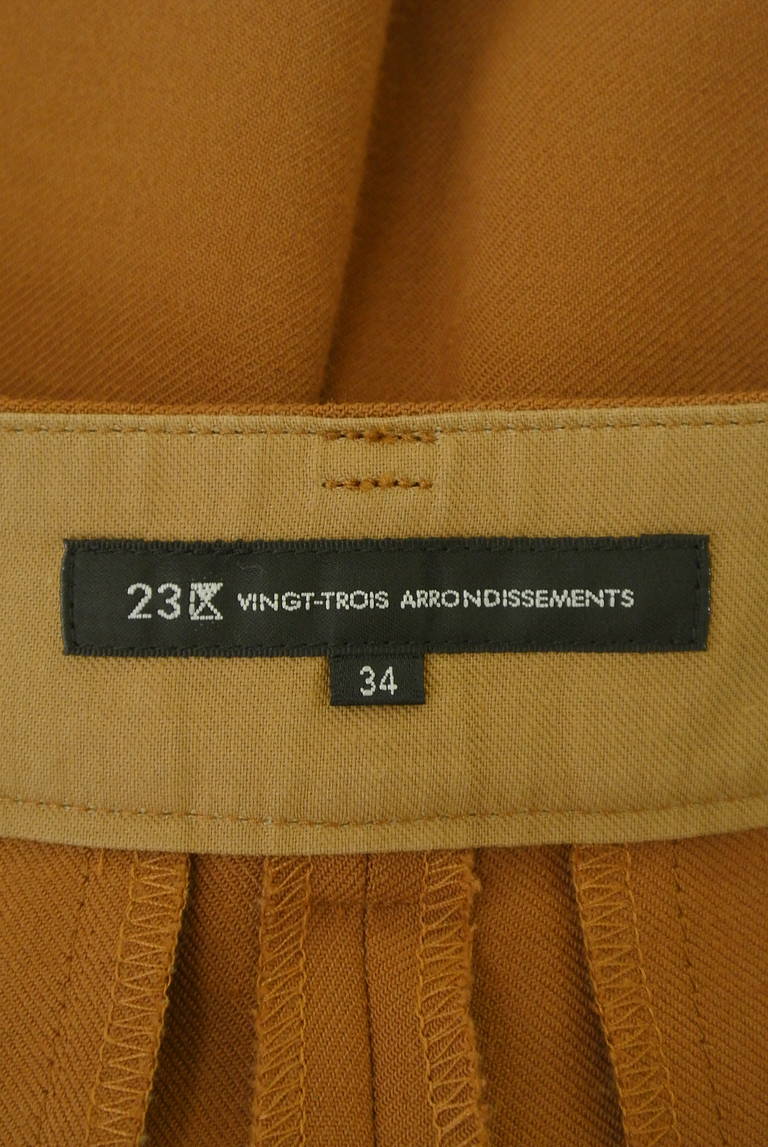 23区 VINGT-TROIS ARRONDISSEMENTS
34